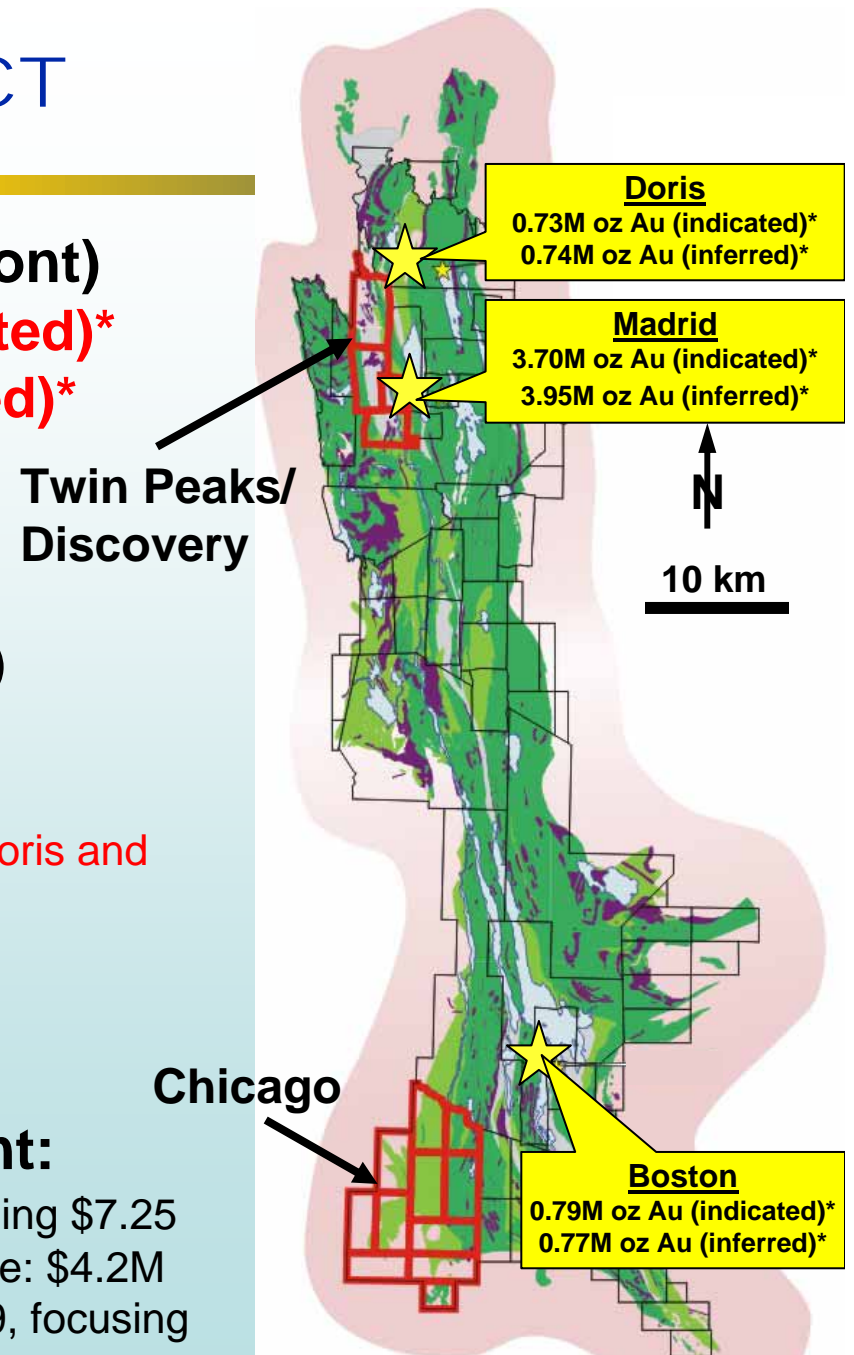 CT
ont)
ted)*
ed)*
Doris
0.73M oz Au (indicated)*
0.74M oz Au (inferred)*
Madrid
3.70M oz Au (indicated)*
3.95M oz Au (inferred)*
Twin Peaks/
Discovery
N
10 km
)
oris and
Chicago
Boston
0.79M oz Au (indicated)*
0.77M oz Au (inferred)*
nt:
ing $7.25
e: $4.2M
9, focusing